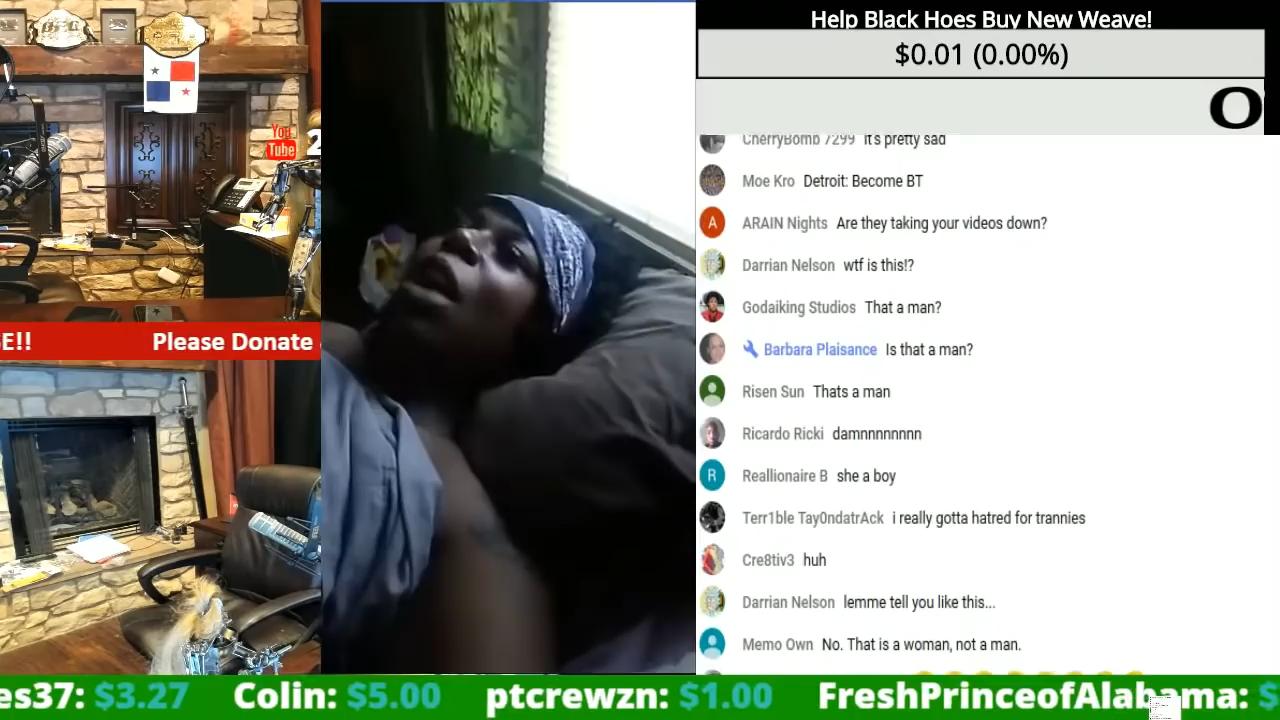 Help Black Hoes Buy New Weave!
$0.01 (0.00%)
O
You
Tube
2
CherryBomb 7299 It's pretty sad
Moe Kro Detroit: Become BT
A ARAIN Nights Are they taking your videos down?
Darrian Nelson wtf is this!?
Godaiking Studios That a man?
Barbara Plaisance Is that a man?
Risen Sun Thats a man
Ricardo Ricki damnnnnnnnn
R Reallionaire B she a boy
Terr1ble Tay0ndatrAck i really gotta hatred for trannies
Cre8tiv3 huh
Darrian Nelson lemme tell you like this...
Memo Own No. That is a woman, not a man.
E!! Please Donate
es37: $3.27 Colin: $5.00 ptcrewzn: $1.00 FreshPrinceofAlabama: $